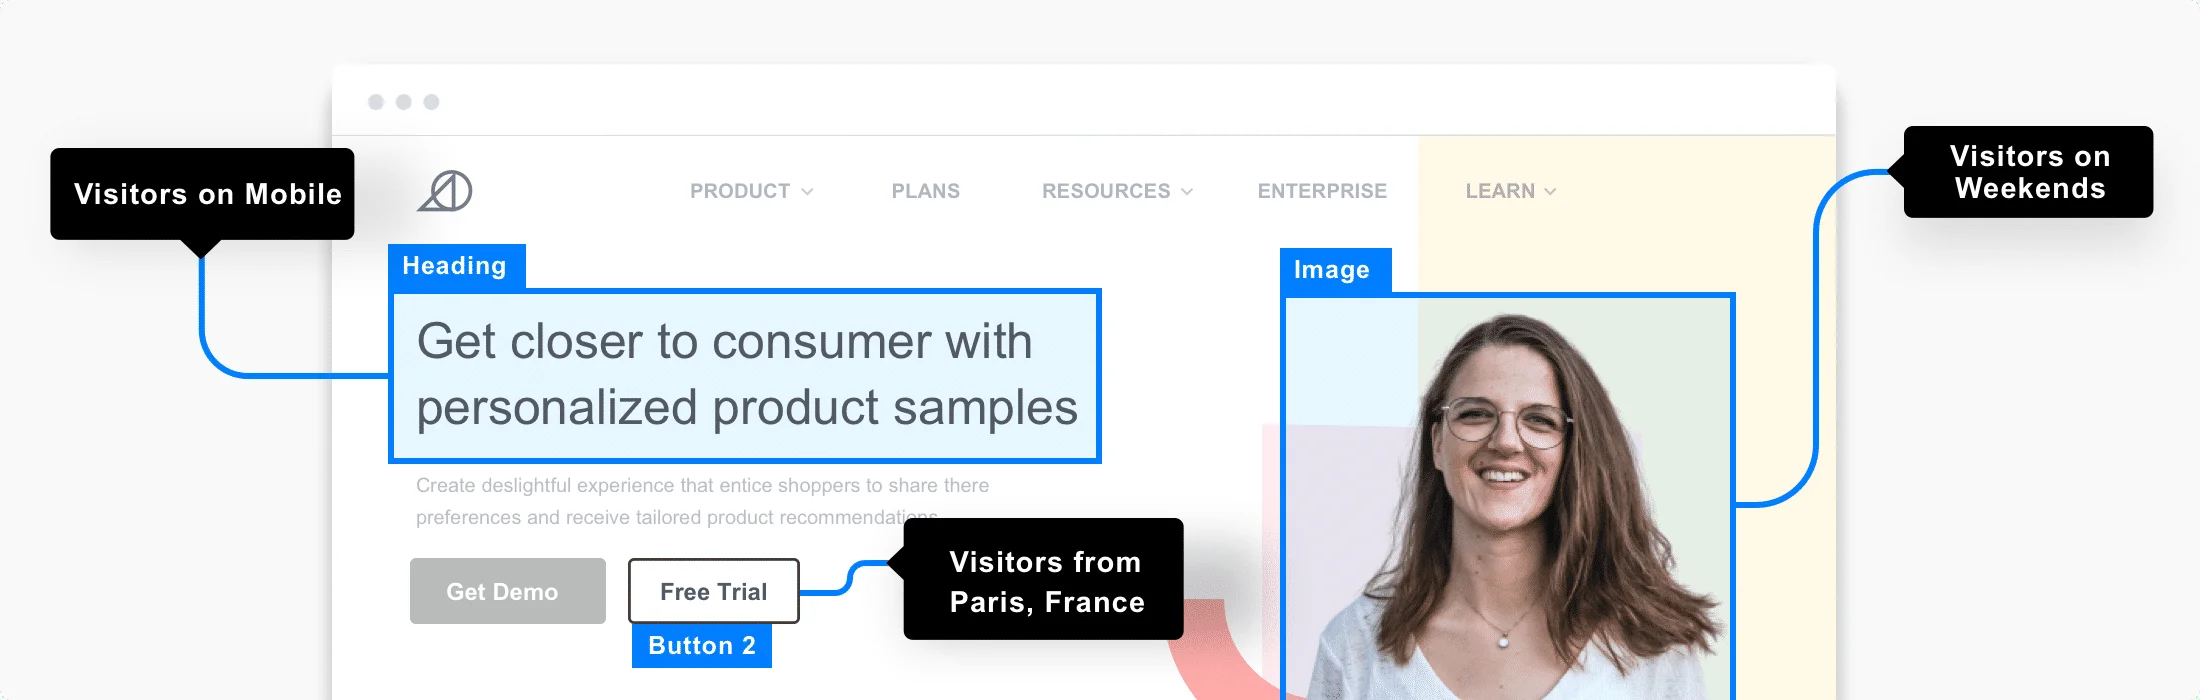 Visitors on Mobile
PRODUCT
PLANS
RESOURCES
ENTERPRISE
LEARN
Visitors on
Weekends
Heading
Get closer to consumer with
personalized product samples
Image
Create deslightful experience that entice shoppers to share there
preferences and receive tailored product recommendations
Get Demo
Free Trial
Button 2
Visitors from
Paris, France